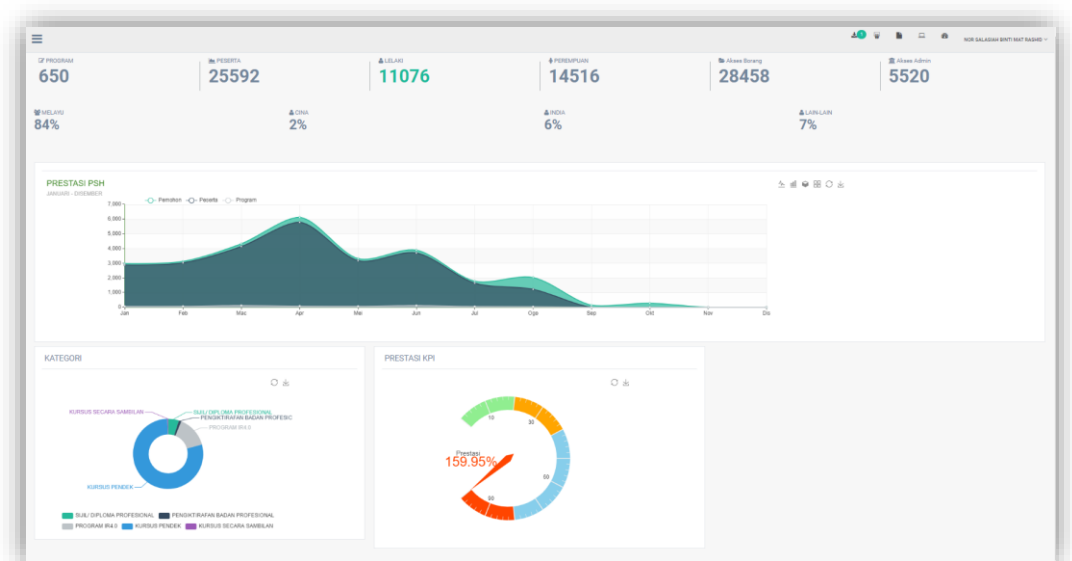 1
NOR SALASIAH BINTI MAT RASHID
PROGRAM
650
PESERTA
25592
LELAKI
11076
PEREMPUAN
14516
Akses Borang
28458
Akses Admin
5520
MELAYU
84%
CINA
2%
INDIA
6%
LAIN-LAIN
7%
PRESTASI PSH
JANUARI - DISEMBER
Pemohon Peserta Program
7,000
6,000
5,000
4,000
3,000
2,000
1,000
0
Jan Feb Mac Apr Mei Jun Jul Ogs Sep Okt Nov Dis
KATEGORI
KURSUS SECARA SAMBILAN
SIJIL/ DIPLOMA PROFESIONAL
PENGIKTIRAFAN BADAN PROFESIC
PROGRAM IR4.0
KURSUS PENDEK
SIJIL/ DIPLOMA PROFESIONAL PENGIKTIRAFAN BADAN PROFESIONAL
PROGRAM IR4.0 KURSUS PENDEK KURSUS SECARA SAMBILAN
PRESTASI KPI
10
30
Prestasi
159.95%
60
90